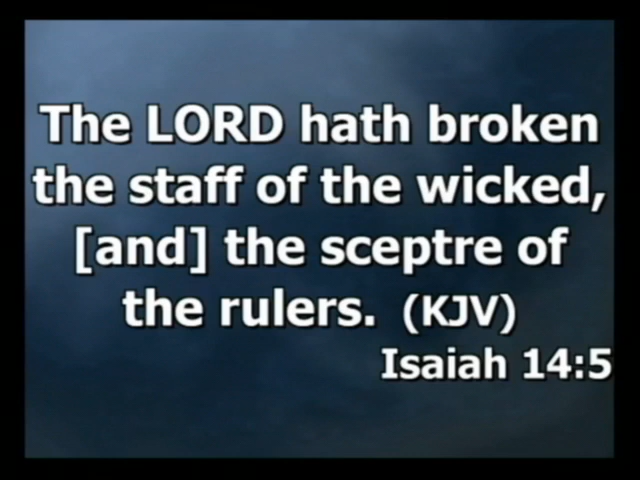 The LORD hath broken
the staff of the wicked,
[and] the sceptre of
the rulers. (KJV)
Isaiah 14:5